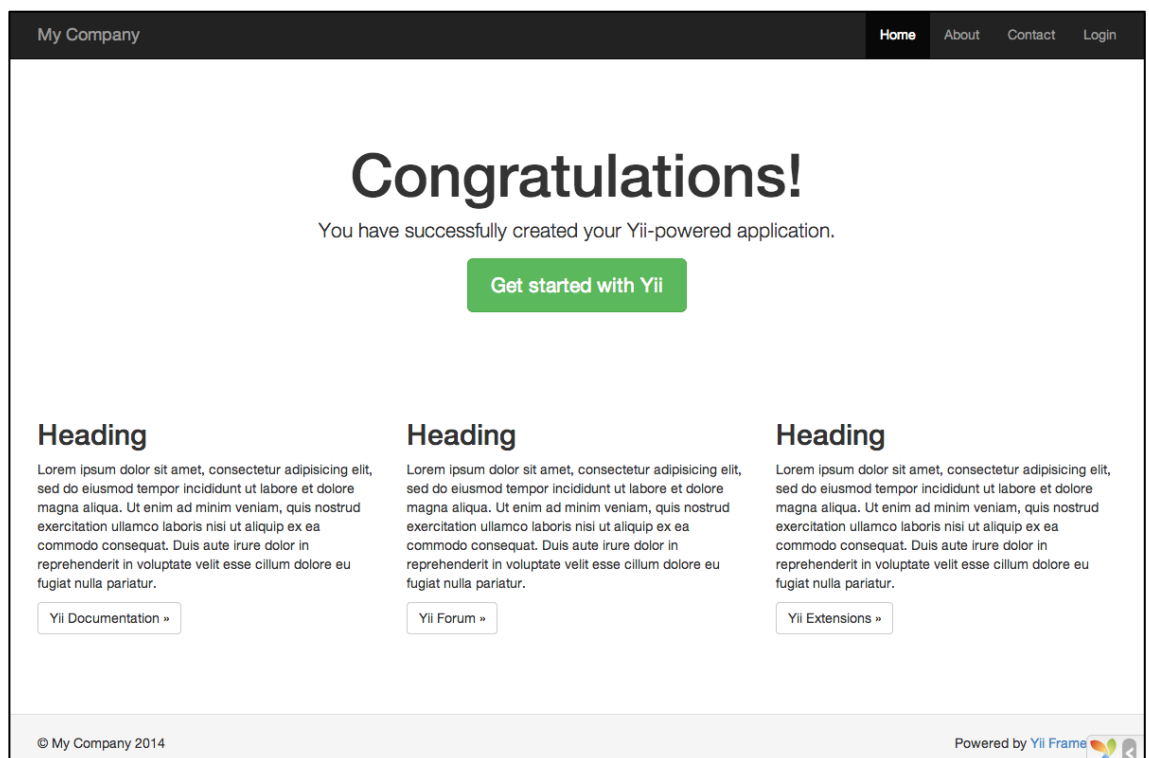 My Company
Home About Contact Login
Congratulations!
You have successfully created your Yii-powered application.
Get started with Yii
Heading
Lorem ipsum dolor sit amet, consectetur adipisicing elit,
sed do eiusmod tempor incididunt ut labore et dolore
magna aliqua. Ut enim ad minim veniam, quis nostrud
exercitation ullamco laboris nisi ut aliquip ex ea
commodo consequat. Duis aute irure dolor in
reprehenderit in voluptate velit esse cillum dolore eu
fugiat nulla pariatur.
Yii Documentation »
Heading
Lorem ipsum dolor sit amet, consectetur adipisicing elit,
sed do eiusmod tempor incididunt ut labore et dolore
magna aliqua. Ut enim ad minim veniam, quis nostrud
exercitation ullamco laboris nisi ut aliquip ex ea
commodo consequat. Duis aute irure dolor in
reprehenderit in voluptate velit esse cillum dolore eu
fugiat nulla pariatur.
Yii Forum »
Heading
Lorem ipsum dolor sit amet, consectetur adipisicing elit,
sed do eiusmod tempor incididunt ut labore et dolore
magna aliqua. Ut enim ad minim veniam, quis nostrud
exercitation ullamco laboris nisi ut aliquip ex ea
commodo consequat. Duis aute irure dolor in
reprehenderit in voluptate velit esse cillum dolore eu
fugiat nulla pariatur.
Yii Extensions »
© My Company 2014
Powered by Yii Frame